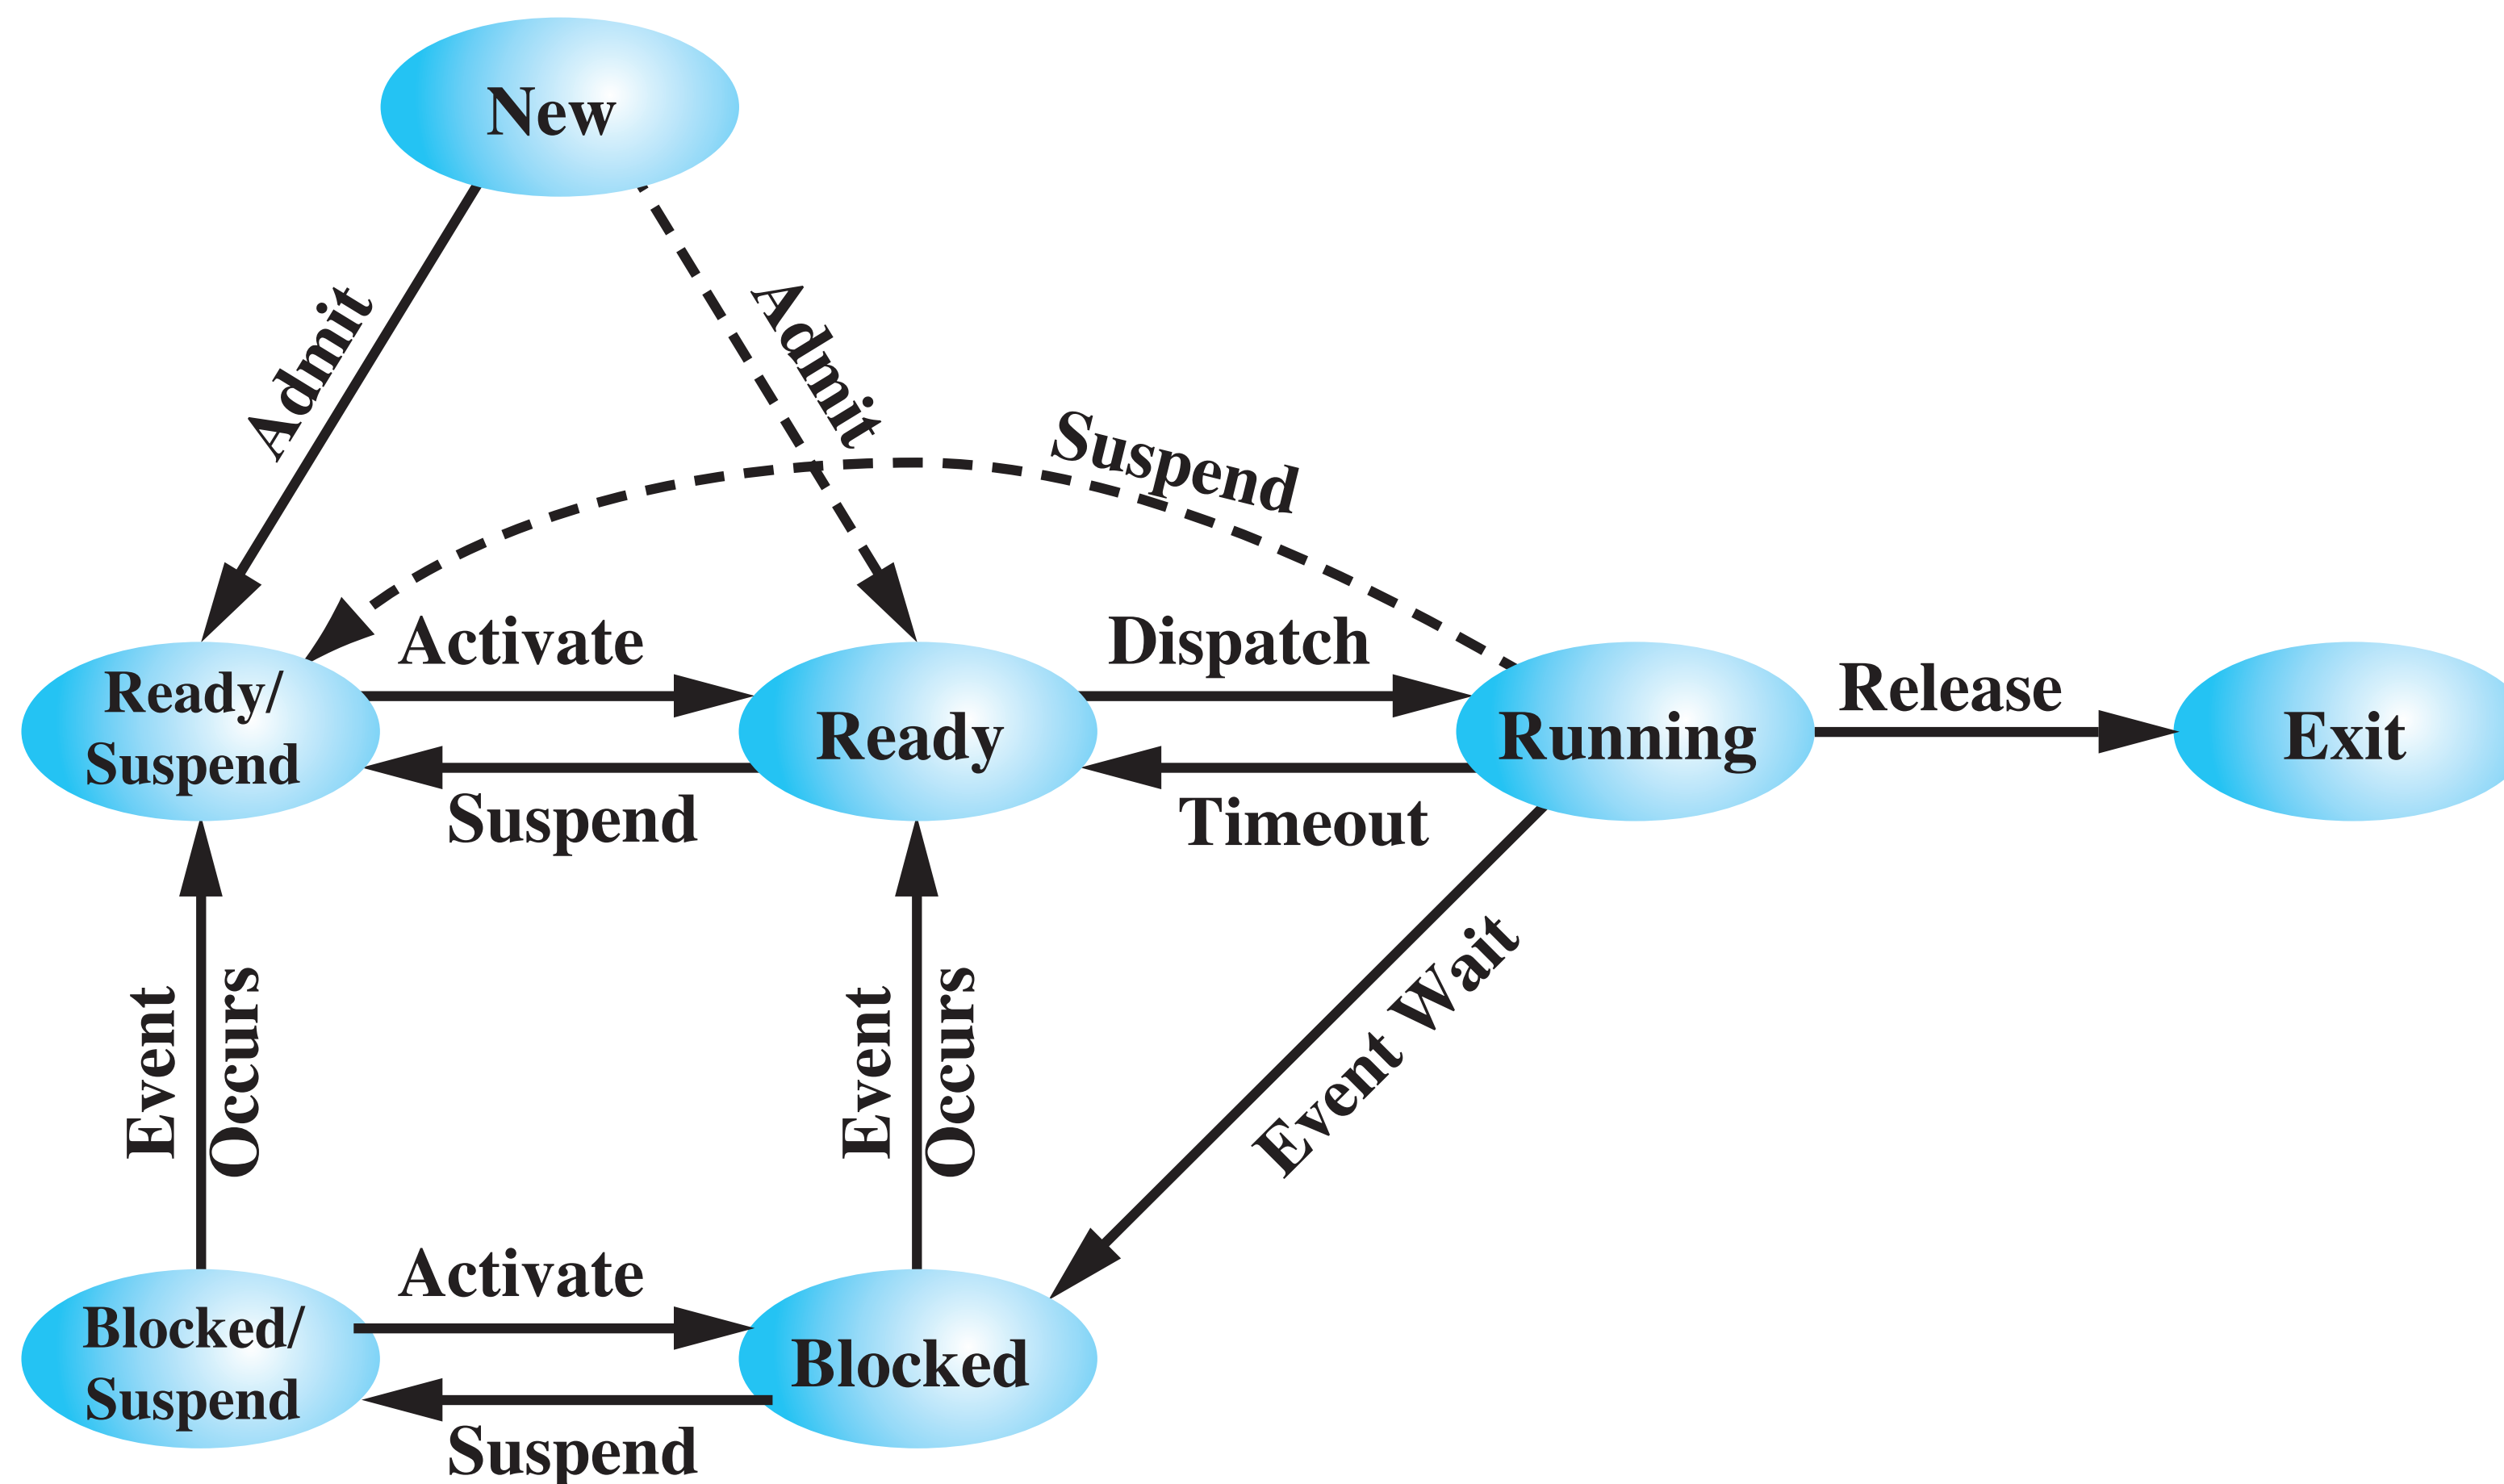 New
Admit
Admit
Suspend
Activate
Dispatch
Ready/
Suspend
Ready
Running
Release
Exit
Suspend
Timeout
Event
Occurs
Event
Occurs
Event Wait
Activate
Blocked/
Suspend
Blocked
Suspend